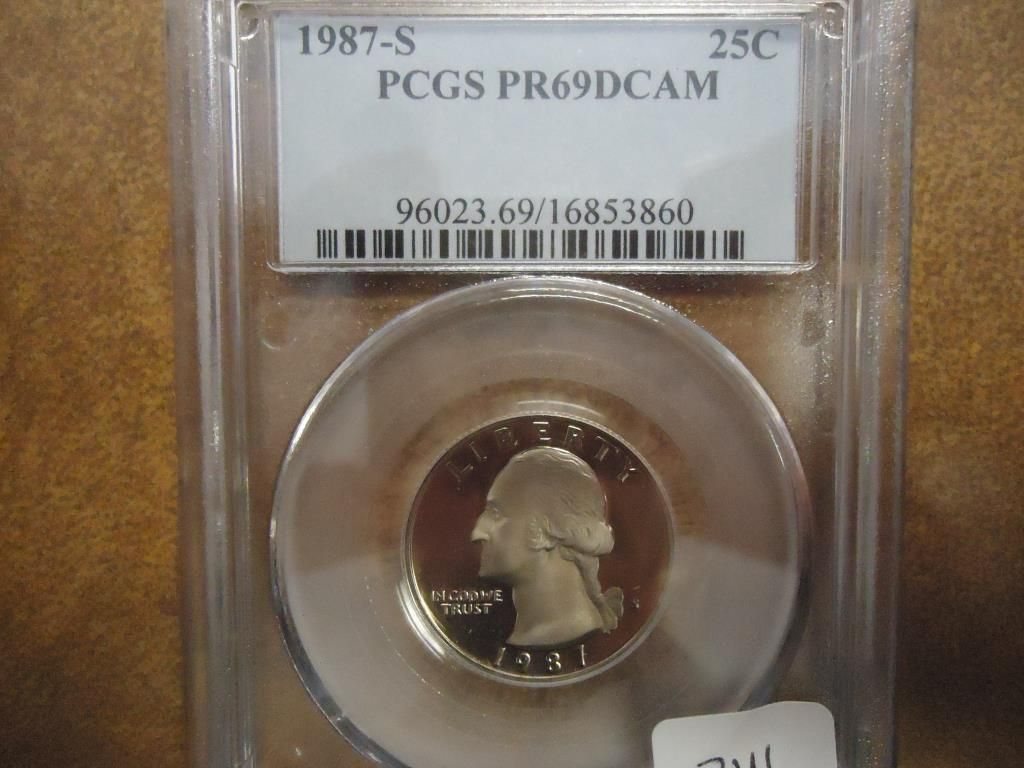 1987-S 25C
PCGS PR69DCAM
96023.69/16853860
LIBERTY
IN GOD WE
TRUST
1987